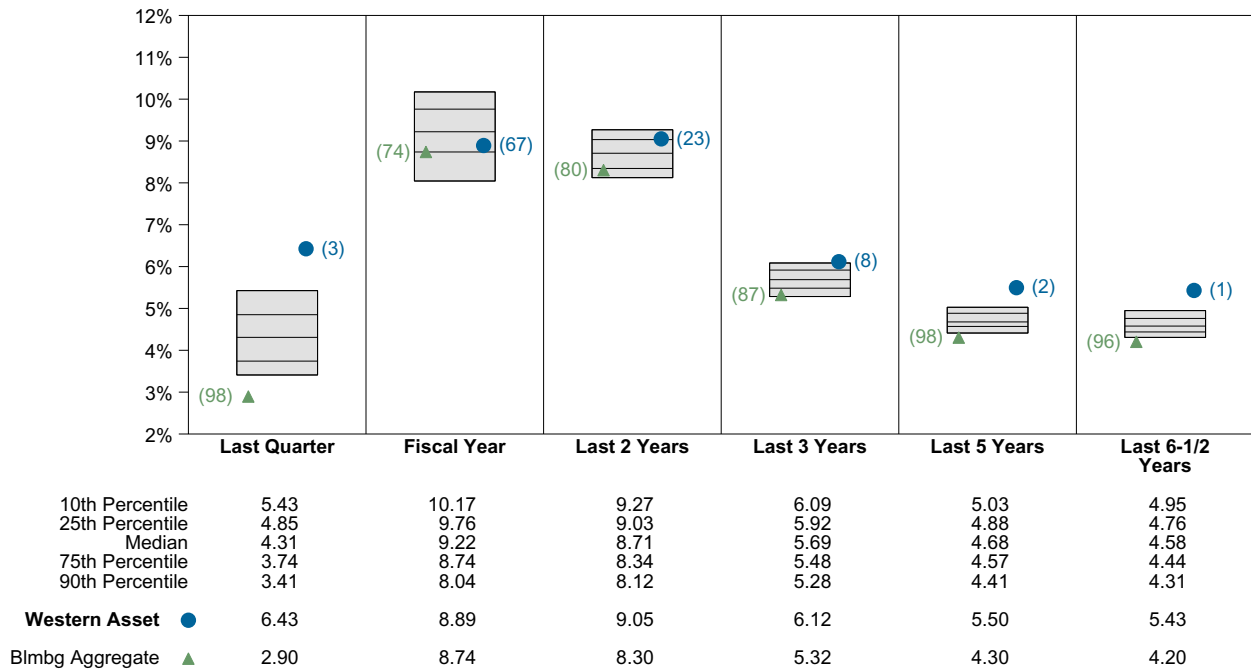 12%
11%
10%
9%
8%
7%
6%
5%
4%
3%
2%
(98) (3)
(74) (67)
(80) (23)
(87) (8)
(98) (2)
(96) (1)
Last Quarter Fiscal Year Last 2 Years Last 3 Years Last 5 Years Last 6-1/2
Years
10th Percentile 5.43 10.17 9.27 6.09 5.03 4.95
25th Percentile 4.85 9.76 9.03 5.92 4.88 4.76
Median 4.31 9.22 8.71 5.69 4.68 4.58
75th Percentile 3.74 8.74 8.34 5.48 4.57 4.44
90th Percentile 3.41 8.04 8.12 5.28 4.41 4.31
Western Asset 6.43 8.89 9.05 6.12 5.50 5.43
Blmbg Aggregate 2.90 8.74 8.30 5.32 4.30 4.20